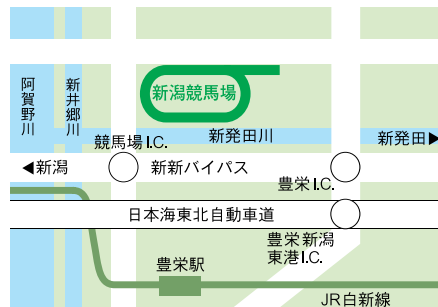 阿賀野川
新井郷川
新潟競馬場
新発田川
新発田▶
競馬場I.C.
◀新潟
新新バイパス
豊栄I.C.
日本海東北自動車道
豊栄新潟
東港I.C.
豊栄駅
JR白新線